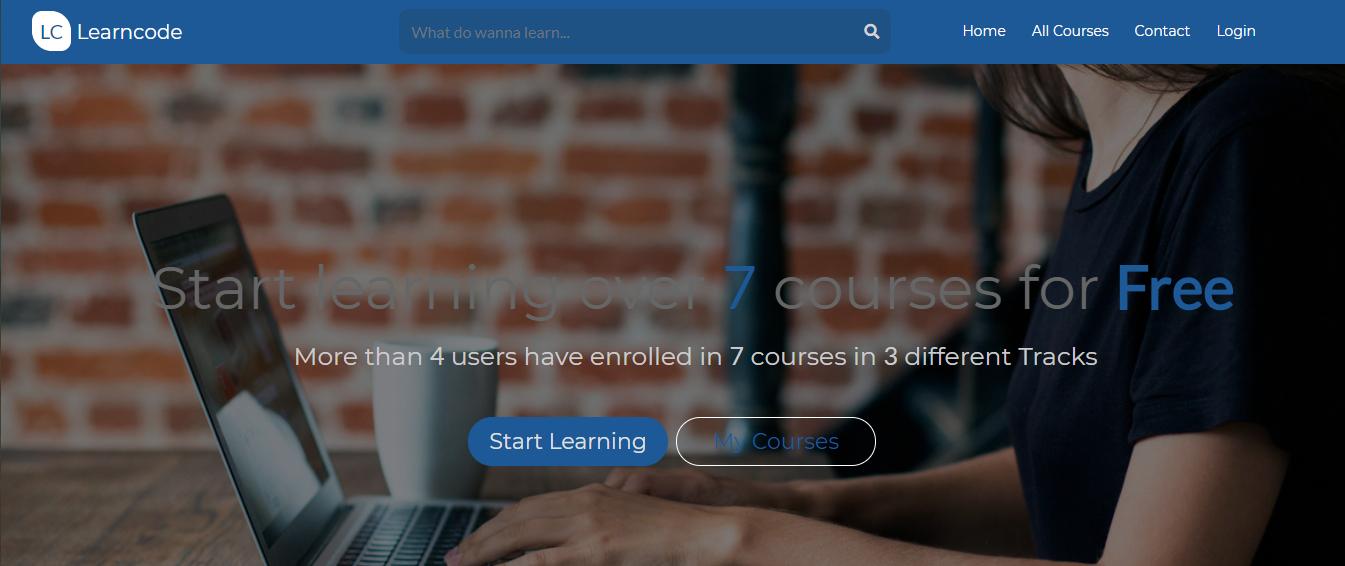 LC Learncode
What do wanna learn...
Home All Courses Contact Login
Start learning over 7 courses for Free
More than 4 users have enrolled in 7 courses in 3 different Tracks
Start Learning My Courses